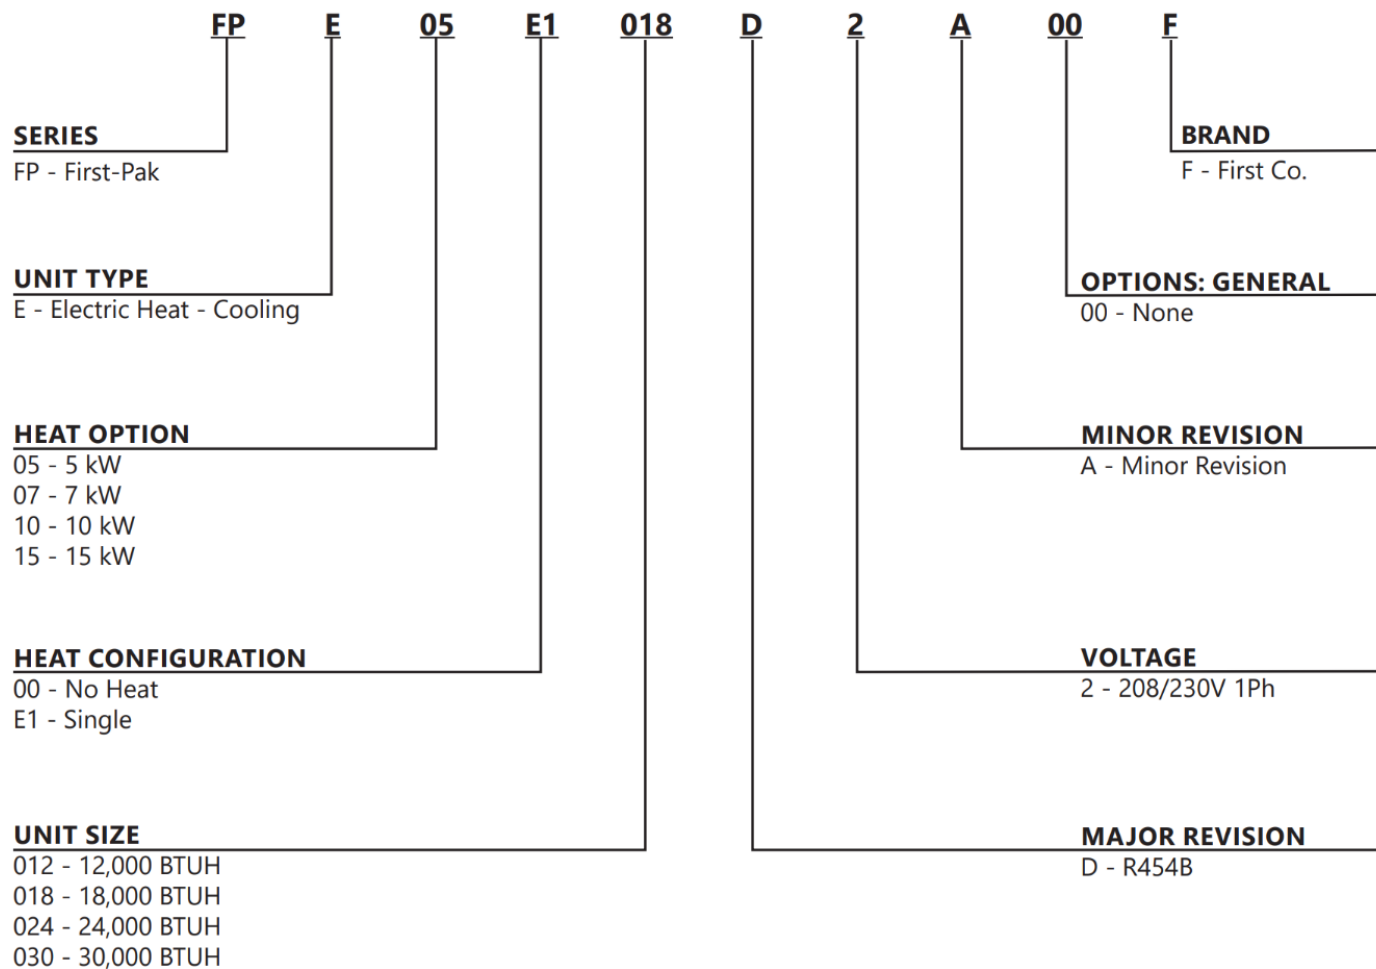 FP E 05 E1 018 D 2 A 00 F
SERIES
FP - First-Pak
UNIT TYPE
E - Electric Heat - Cooling
HEAT OPTION
05 - 5 kW
07 - 7 kW
10 - 10 kW
15 - 15 kW
HEAT CONFIGURATION
00 - No Heat
E1 - Single
UNIT SIZE
012 - 12,000 BTUH
018 - 18,000 BTUH
024 - 24,000 BTUH
030 - 30,000 BTUH
BRAND
F - First Co.
OPTIONS: GENERAL
00 - None
MINOR REVISION
A - Minor Revision
VOLTAGE
2 - 208/230V 1Ph
MAJOR REVISION
D - R454B